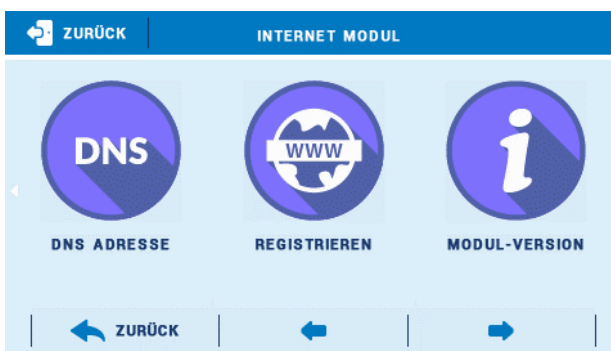 ZURÜCK
INTERNET MODUL
DNS
WWW
i
DNS ADRESSE
REGISTRIEREN
MODUL-VERSION
ZURÜCK